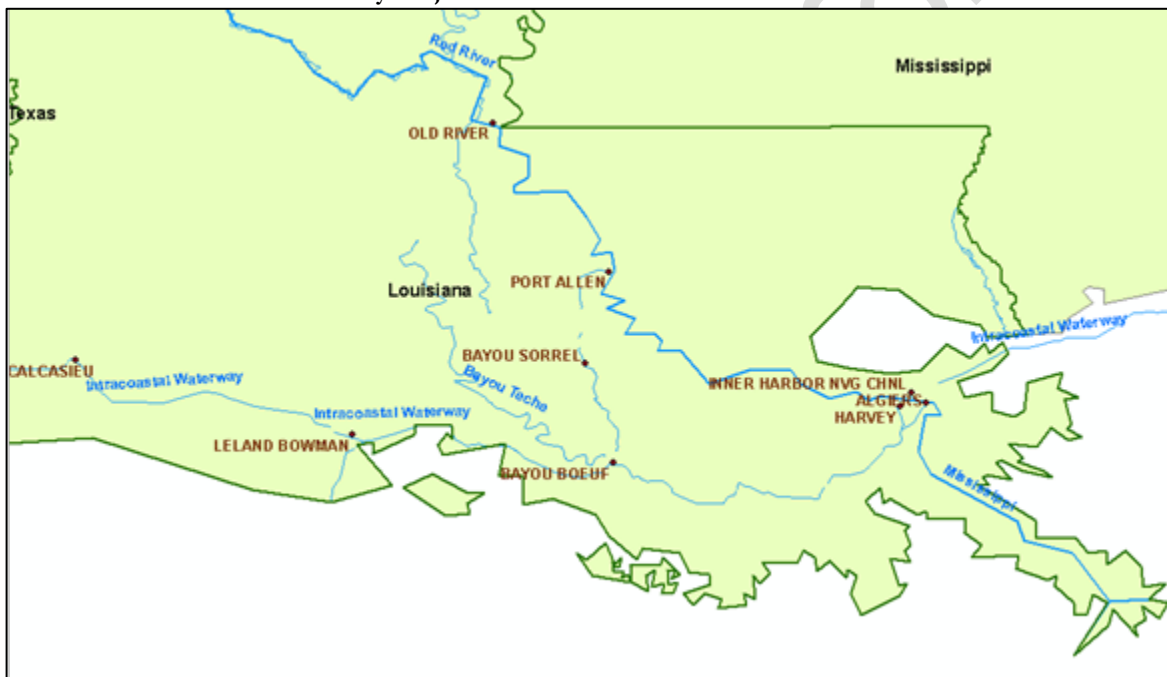 Red River
Mississippi
Texas
OLD RIVER
PORT ALLEN
Louisiana
Intracoastal Waterway
BAYOU SORREL
CALCASIEU
Intracoastal Waterway
Bayou Teche
INNER HARBOR NVG CHNL
ALGIERS
HARVEY
Intracoastal Waterway
LELAND BOWMAN
BAYOU BOEUF
Mississippi